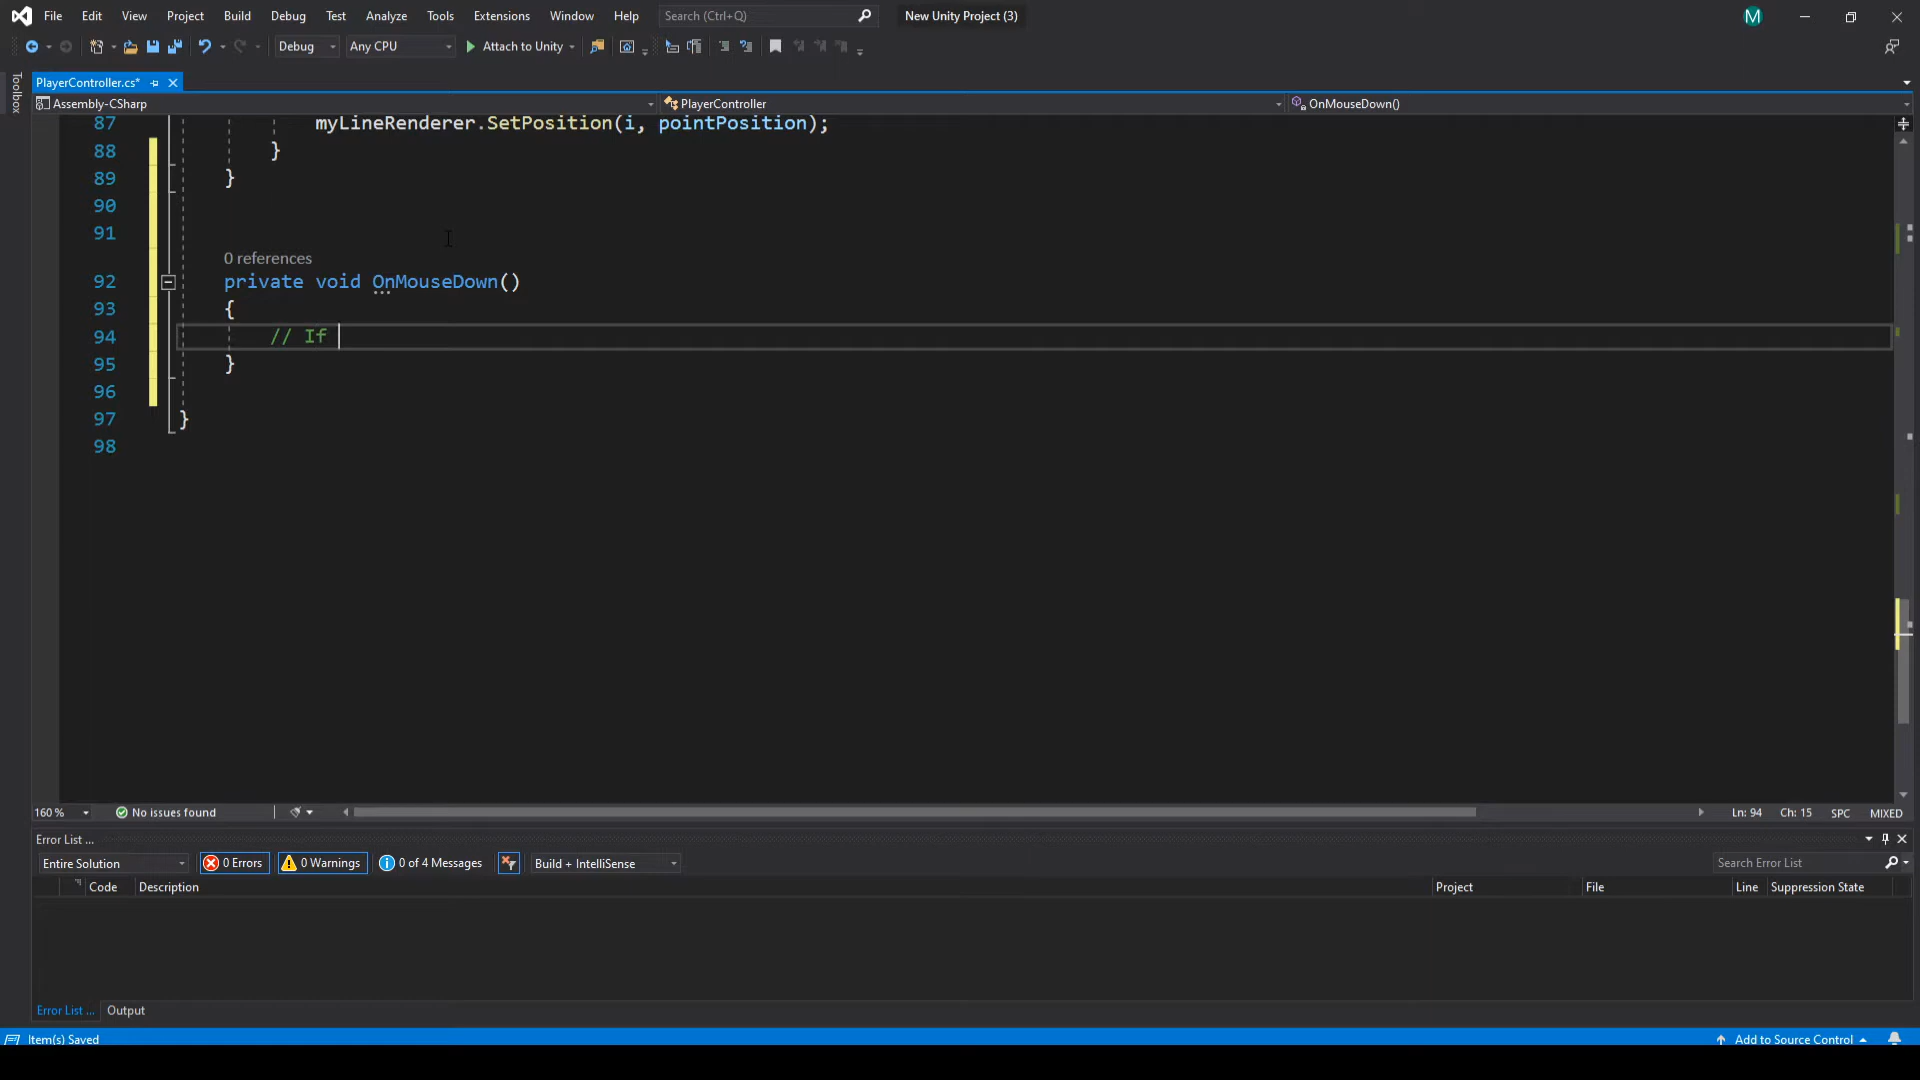 File Edit View Project Build Debug Test Analyze Tools Extensions Window Help Search (Ctrl+Q) New Unity Project (3) M
Debug Any CPU Attach to Unity
Toolbox
PlayerController.cs*
Assembly-CSharp PlayerController OnMouseDown()
87 myLineRenderer.SetPosition(i, pointPosition);
88 }
89 }
90
91
0 references
92 private void OnMouseDown()
93 {
94 // If
95 }
96
97 }
98
160 % No issues found Ln: 94 Ch: 15 SPC MIXED
Error List ...
Entire Solution 0 Errors 0 Warnings 0 of 4 Messages Build + IntelliSense Search Error List
Code Description Project File Line Suppression State
Error List ... Output
Item(s) Saved Add to Source Control